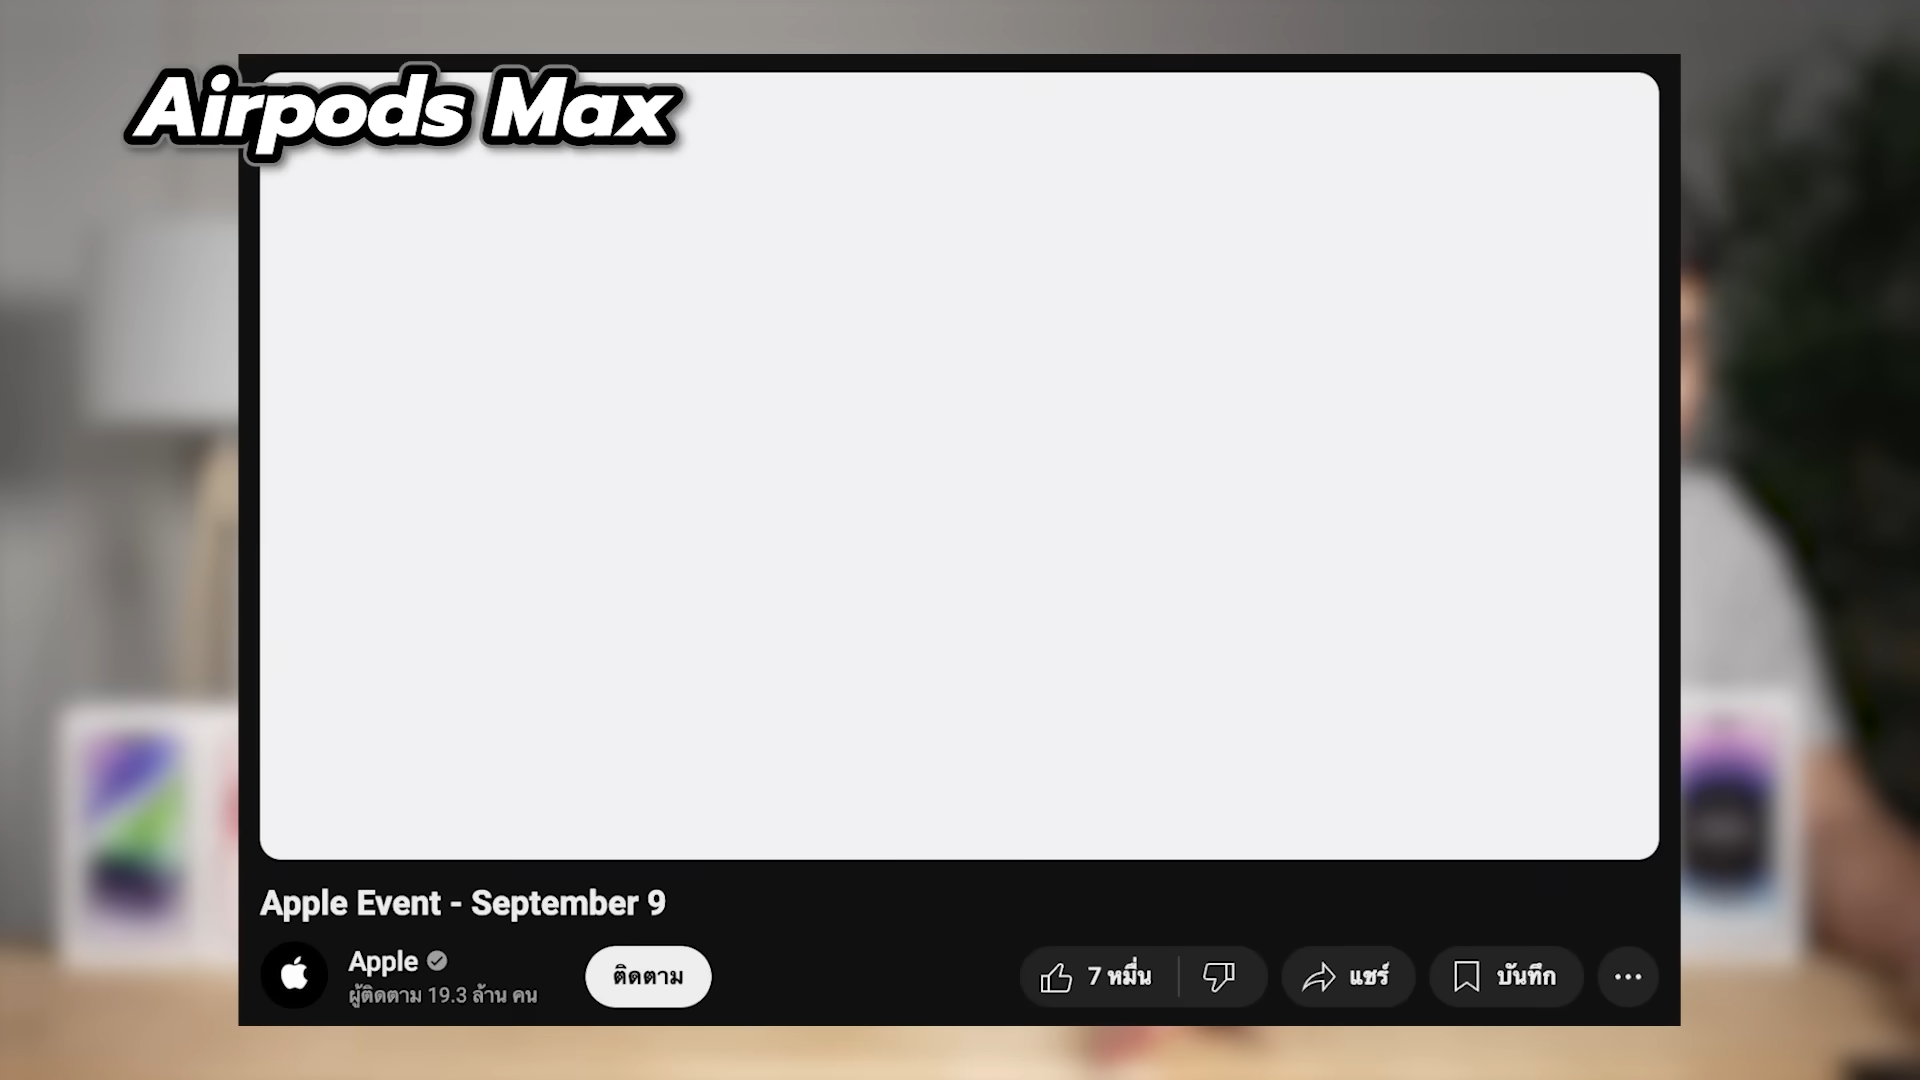 Airpods Max
Apple Event - September 9
Apple
ผู้ติดตาม 19.3 ล้าน คน
ติดตาม
7 หมื่น
แชร์
บันทึก